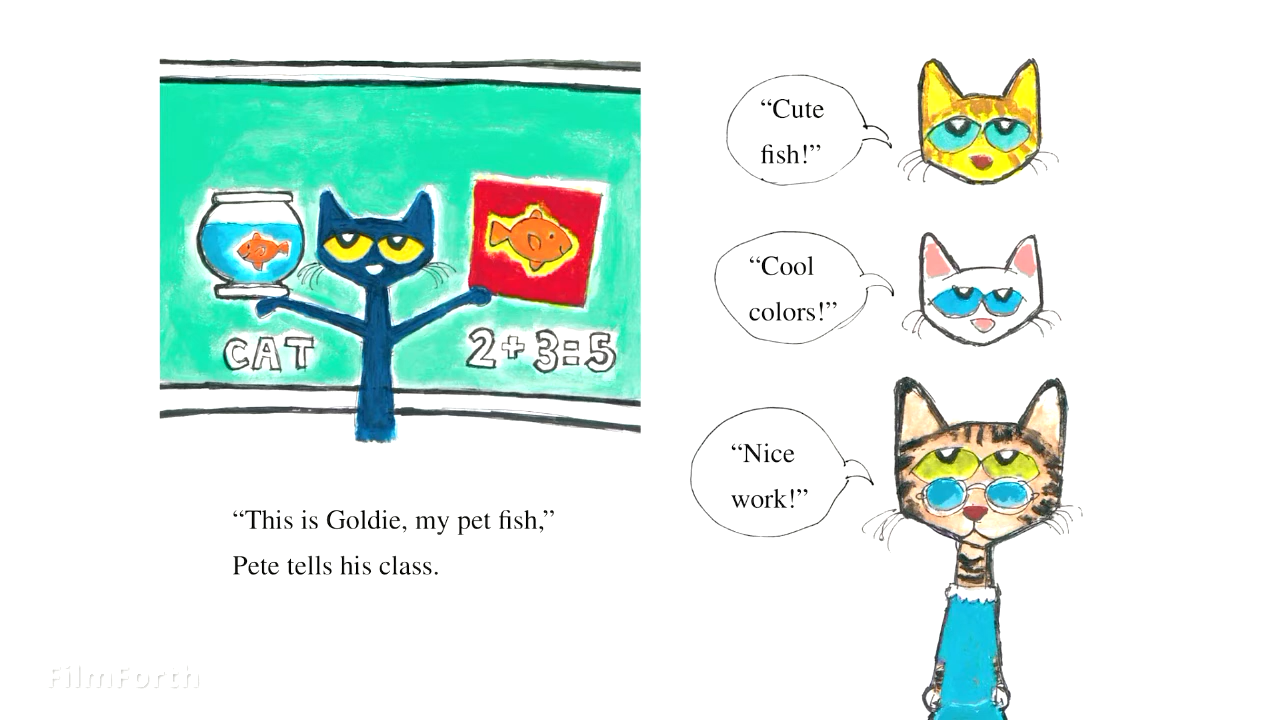 CAT
2+3=5
“This is Goldie, my pet fish,”
Pete tells his class.
“Cute
fish!”
“Cool
colors!”
“Nice
work!”
FilmForth